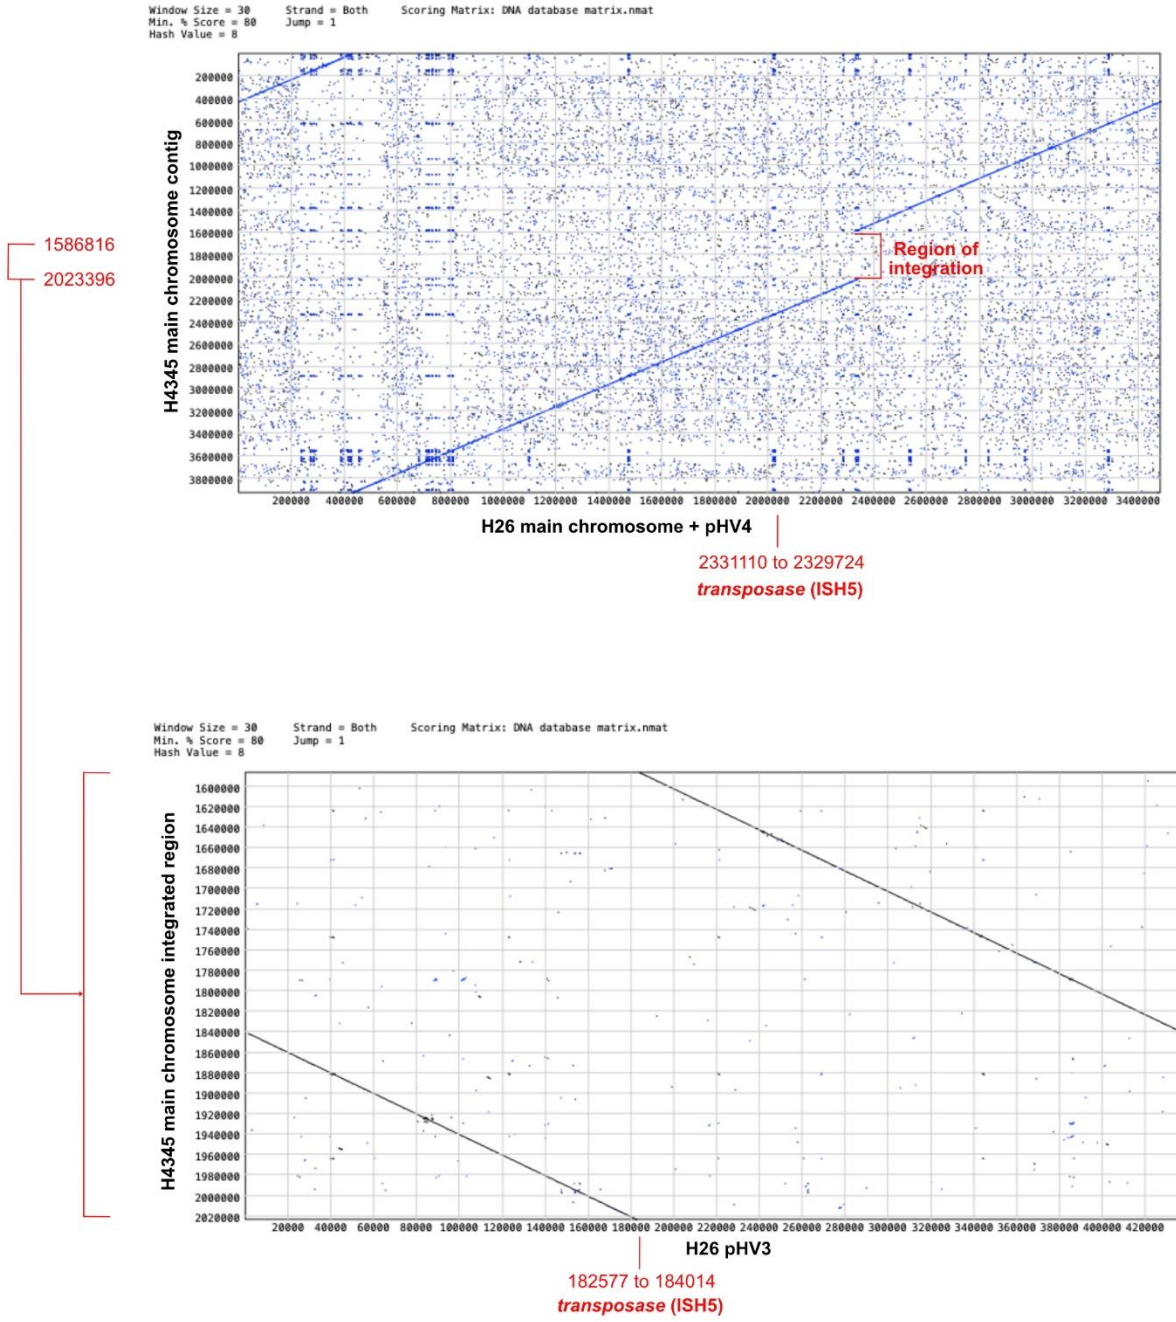 Window Size = 30 Strand = Both Scoring Matrix: DNA database matrix.nmat
Min. % Score = 80 Jump = 1
Hash Value = 8
H4345 main chromosome contig
200000
400000
600000
800000
1000000
1200000
1400000
1600000
1800000
2000000
2200000
2400000
2600000
2800000
3000000
3200000
3400000
3600000
3800000
1586816
2023396
Region of
integration
200000 400000 600000 800000 1000000 1200000 1400000 1600000 1800000 2000000 2200000 2400000 2600000 2800000 3000000 3200000 3400000
H26 main chromosome + pHV4
2331110 to 2329724
transposase (ISH5)
Window Size = 30 Strand = Both Scoring Matrix: DNA database matrix.nmat
Min. % Score = 80 Jump = 1
Hash Value = 8
H4345 main chromosome integrated region
1600000
1620000
1640000
1660000
1680000
1700000
1720000
1740000
1760000
1780000
1800000
1820000
1840000
1860000
1880000
1900000
1920000
1940000
1960000
1980000
2000000
2020000
20000 40000 60000 80000 100000 120000 140000 160000 180000 200000 220000 240000 260000 280000 300000 320000 340000 360000 380000 400000 420000
H26 pHV3
182577 to 184014
transposase (ISH5)